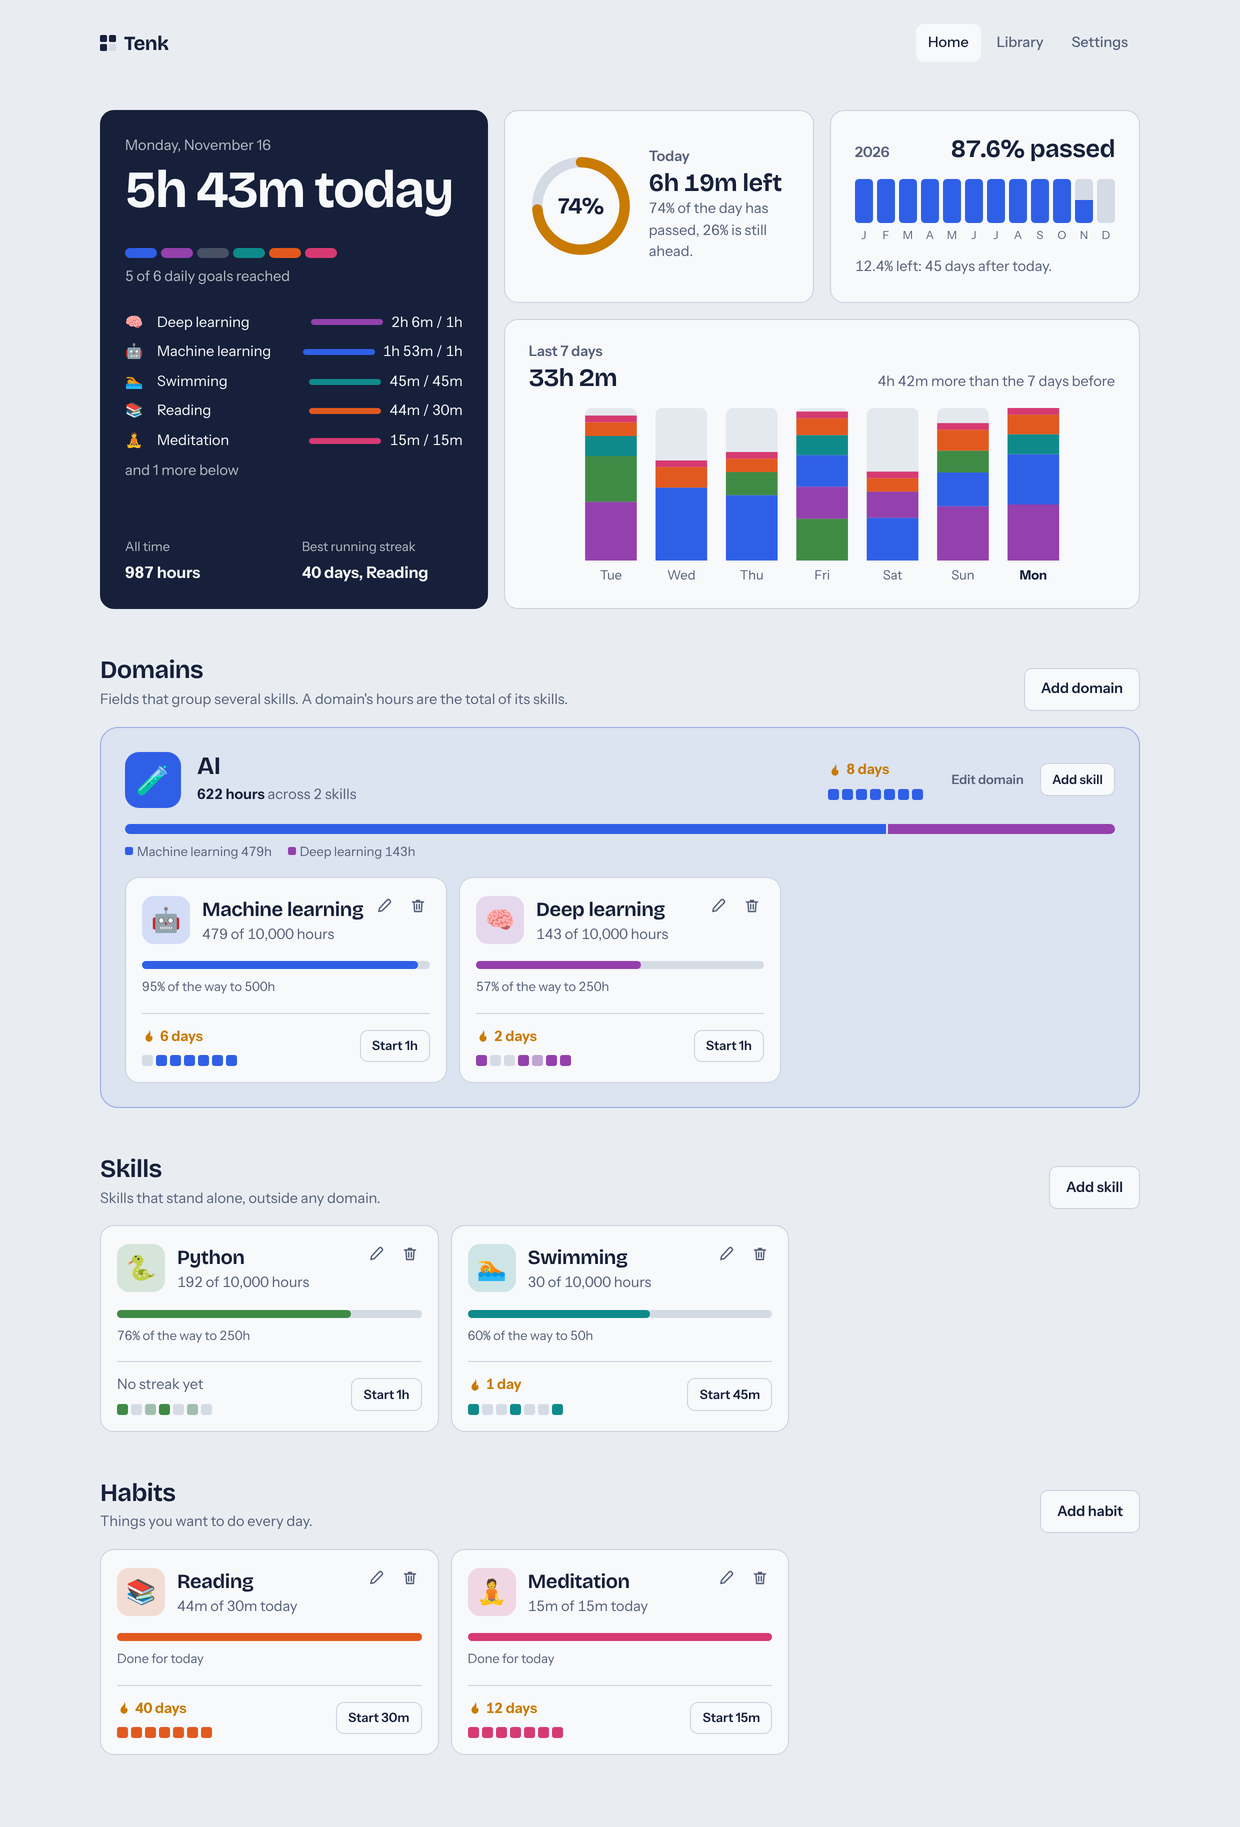 Tenk
Home
Library
Settings
Monday, November 16
5h 43m today
5 of 6 daily goals reached
Deep learning
2h 6m / 1h
Machine learning
1h 53m / 1h
Swimming
45m / 45m
Reading
44m / 30m
Meditation
15m / 15m
and 1 more below
All time
987 hours
Best running streak
40 days, Reading
74%
Today
6h 19m left
74% of the day has
passed, 26% is still
ahead.
2026
87.6% passed
J F M A M J J A S O N D
12.4% left: 45 days after today.
Last 7 days
33h 2m
4h 42m more than the 7 days before
Tue Wed Thu Fri Sat Sun Mon
Domains
Fields that group several skills. A domain's hours are the total of its skills.
Add domain
AI
622 hours across 2 skills
8 days
Edit domain
Add skill
Machine learning 479h
Deep learning 143h
Machine learning
479 of 10,000 hours
95% of the way to 500h
6 days
Start 1h
Deep learning
143 of 10,000 hours
57% of the way to 250h
2 days
Start 1h
Skills
Skills that stand alone, outside any domain.
Add skill
Python
192 of 10,000 hours
76% of the way to 250h
No streak yet
Start 1h
Swimming
30 of 10,000 hours
60% of the way to 50h
1 day
Start 45m
Habits
Things you want to do every day.
Add habit
Reading
44m of 30m today
Done for today
40 days
Start 30m
Meditation
15m of 15m today
Done for today
12 days
Start 15m